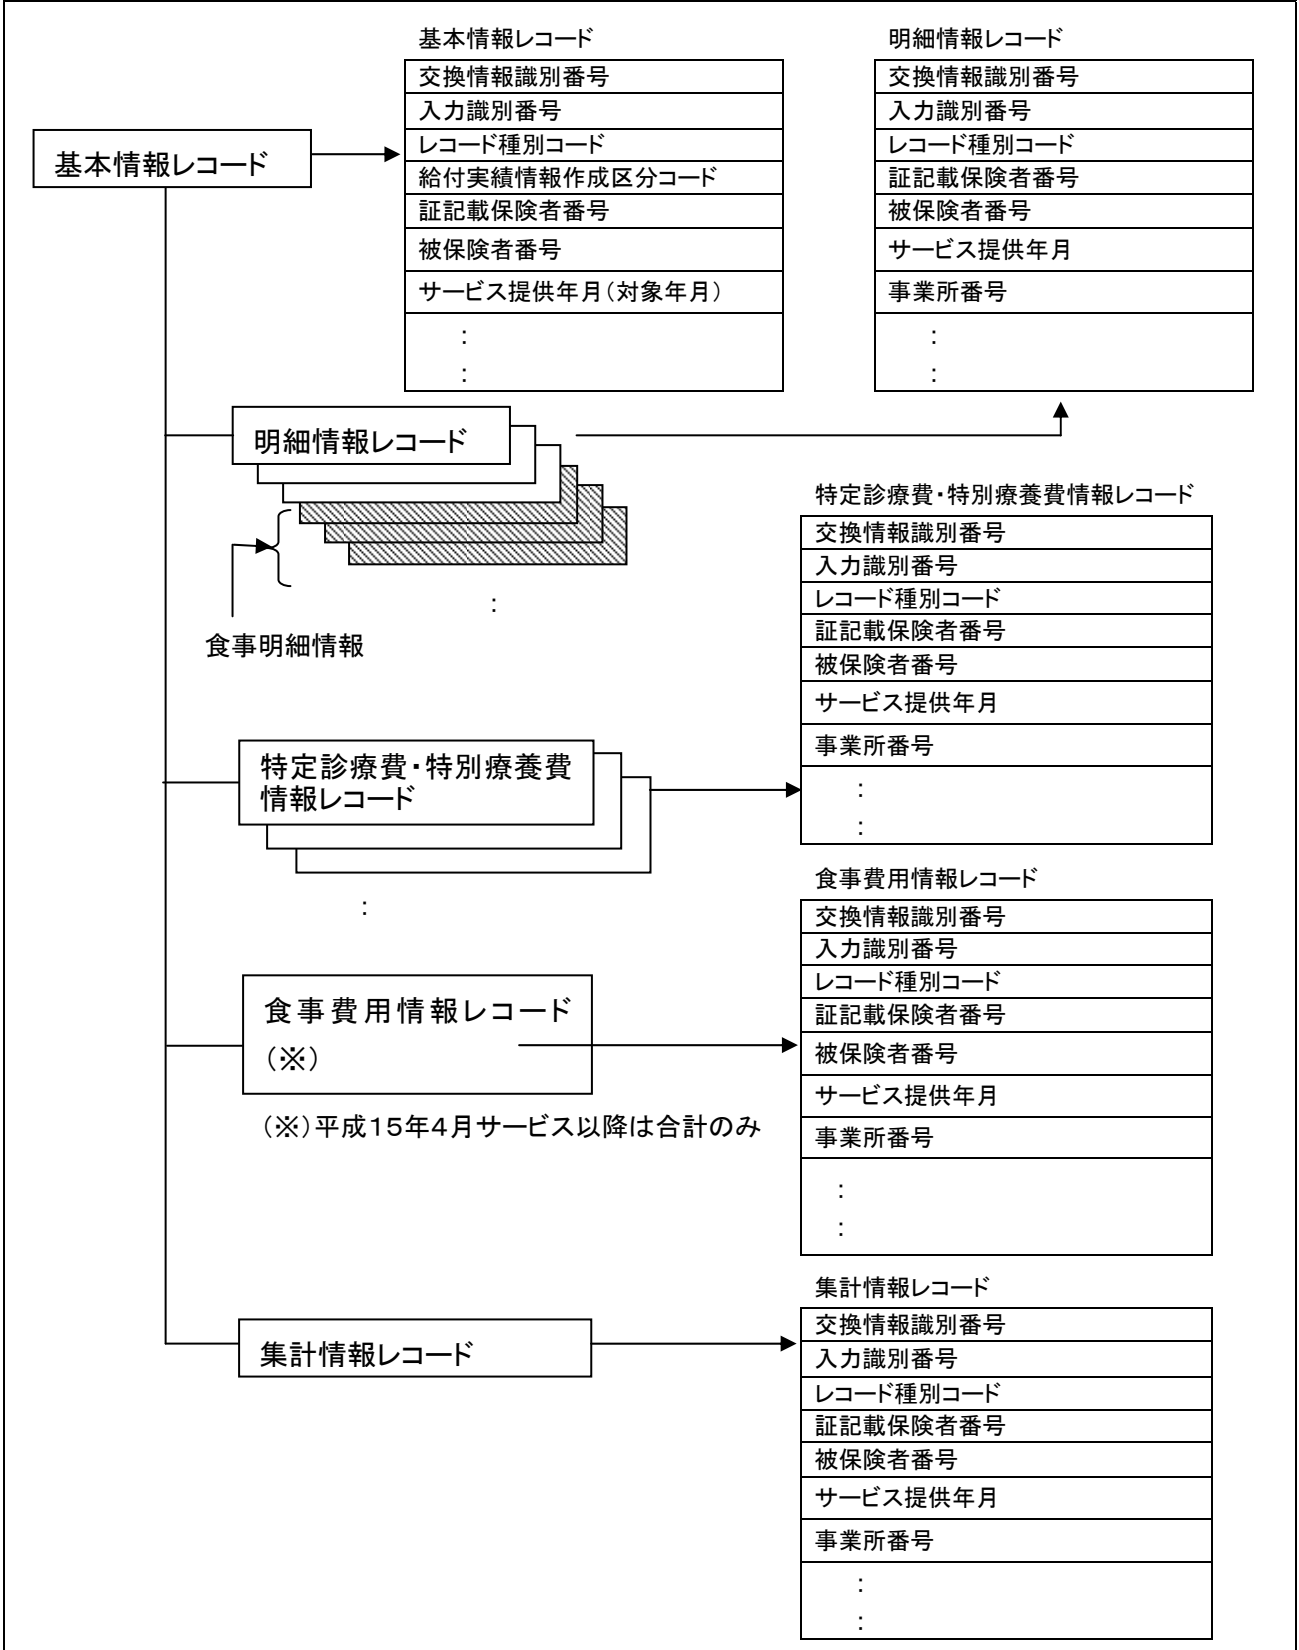 基本情報レコード
基本情報レコード
交換情報識別番号
入力識別番号
レコード種別コード
給付実績情報作成区分コード
証記載保険者番号
被保険者番号
サービス提供年月（対象年月）
：
：
明細情報レコード
交換情報識別番号
入力識別番号
レコード種別コード
証記載保険者番号
被保険者番号
サービス提供年月
事業所番号
：
：
明細情報レコード
：
食事明細情報
特定診療費・特別療養費情報レコード
交換情報識別番号
入力識別番号
レコード種別コード
証記載保険者番号
被保険者番号
サービス提供年月
事業所番号
：
：
特定診療費・特別療養費
情報レコード
：
食事費用情報レコード
交換情報識別番号
入力識別番号
レコード種別コード
証記載保険者番号
被保険者番号
サービス提供年月
事業所番号
：
：
食事費用情報レコード
（※）
（※）平成１５年４月サービス以降は合計のみ
集計情報レコード
交換情報識別番号
入力識別番号
レコード種別コード
証記載保険者番号
被保険者番号
サービス提供年月
事業所番号
：
：
集計情報レコード